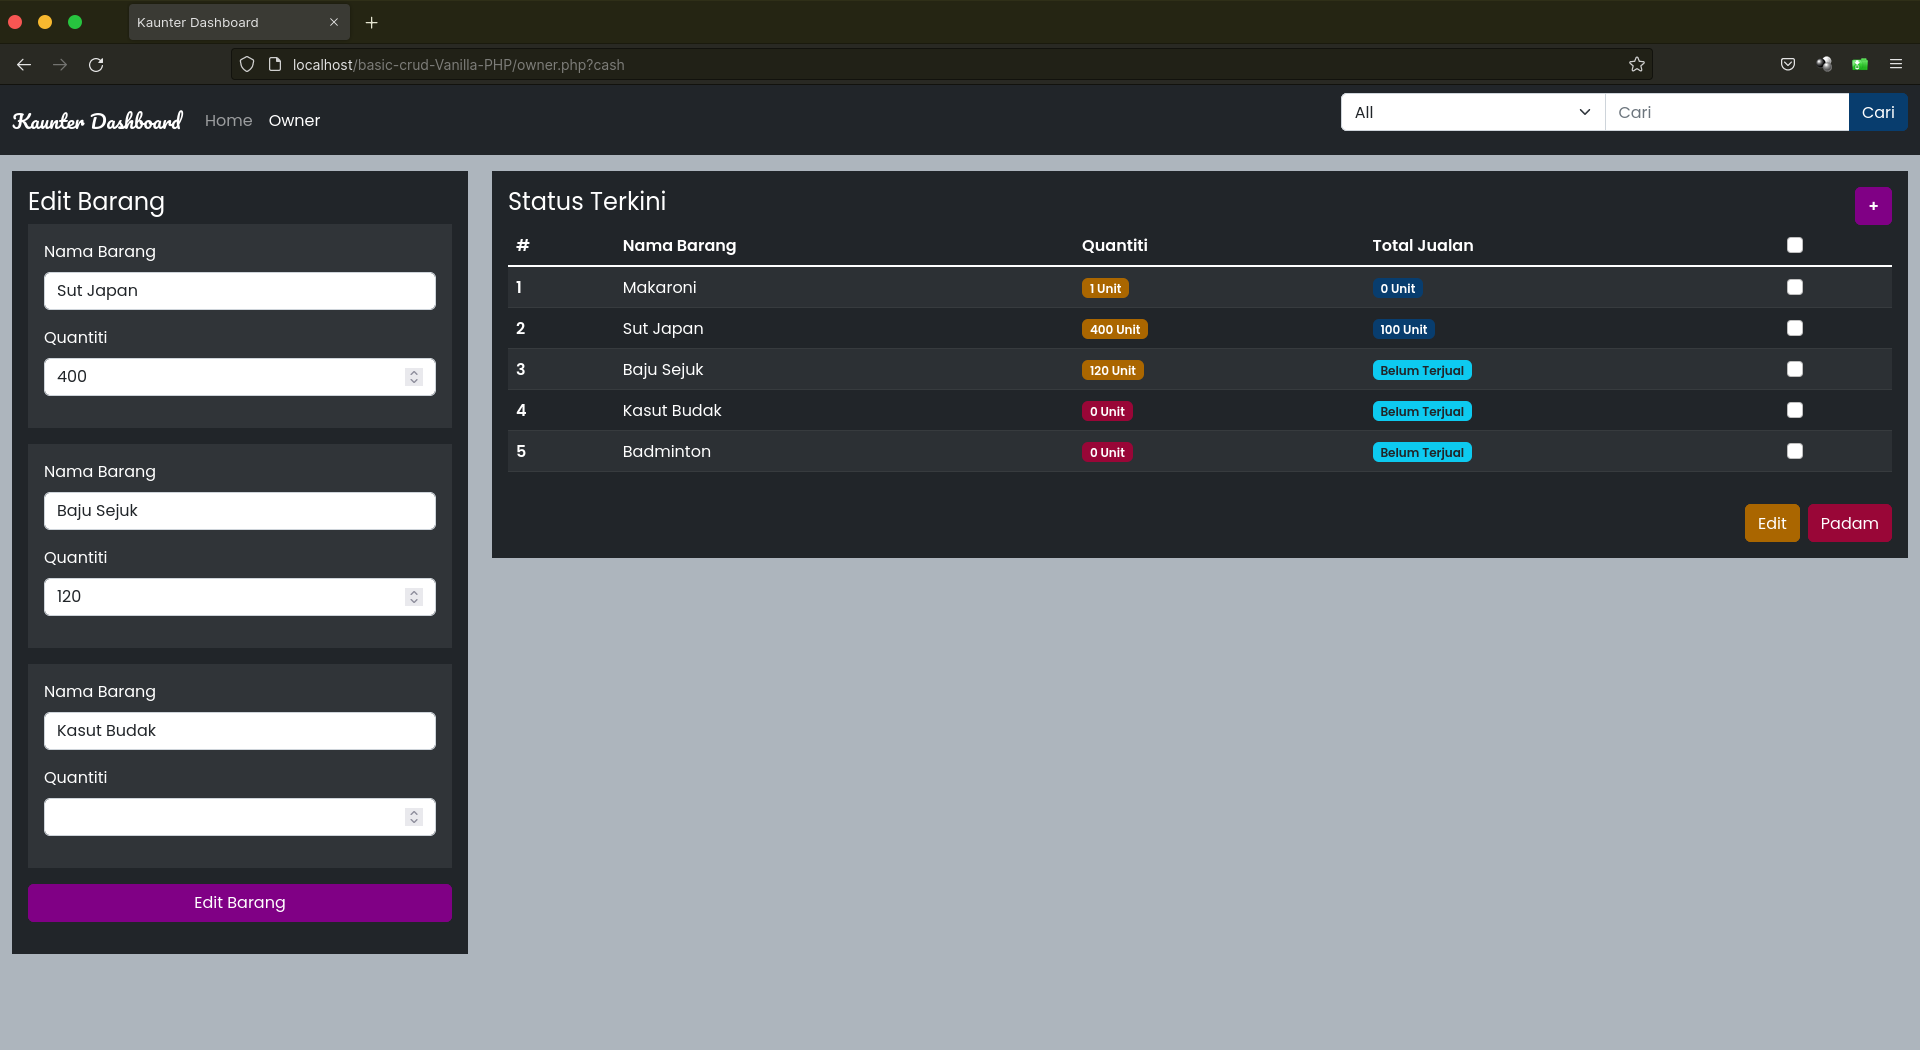 Kaunter Dashboard
localhost/basic-crud-Vanilla-PHP/owner.php?cash
Kaunter Dashboard Home Owner All Cari Cari
Edit Barang
Nama Barang
Sut Japan
Quantiti
400
Nama Barang
Baju Sejuk
Quantiti
120
Nama Barang
Kasut Budak
Quantiti
Edit Barang
Status Terkini
+
# Nama Barang Quantiti Total Jualan
1 Makaroni 1 Unit 0 Unit
2 Sut Japan 400 Unit 100 Unit
3 Baju Sejuk 120 Unit Belum Terjual
4 Kasut Budak 0 Unit Belum Terjual
5 Badminton 0 Unit Belum Terjual
Edit Padam